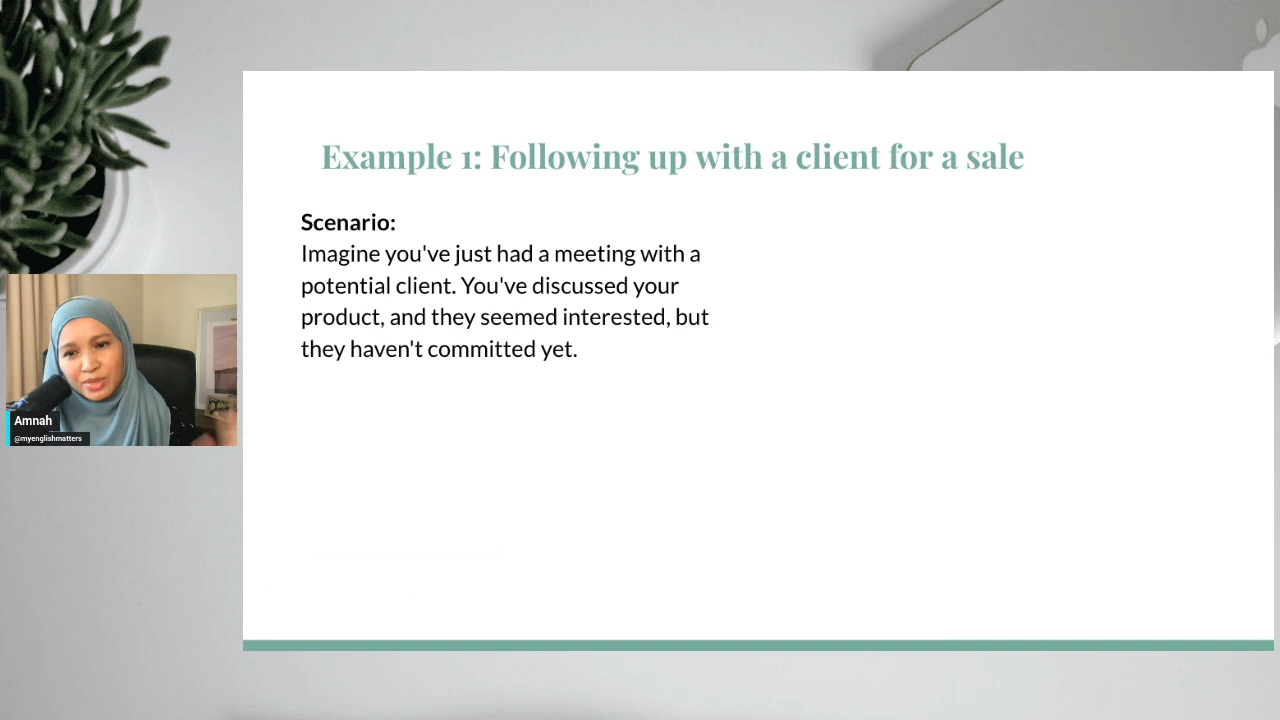 Example 1: Following up with a client for a sale
Scenario:
Imagine you've just had a meeting with a
potential client. You've discussed your
product, and they seemed interested, but
they haven't committed yet.
Amnah
@myenglishmatters